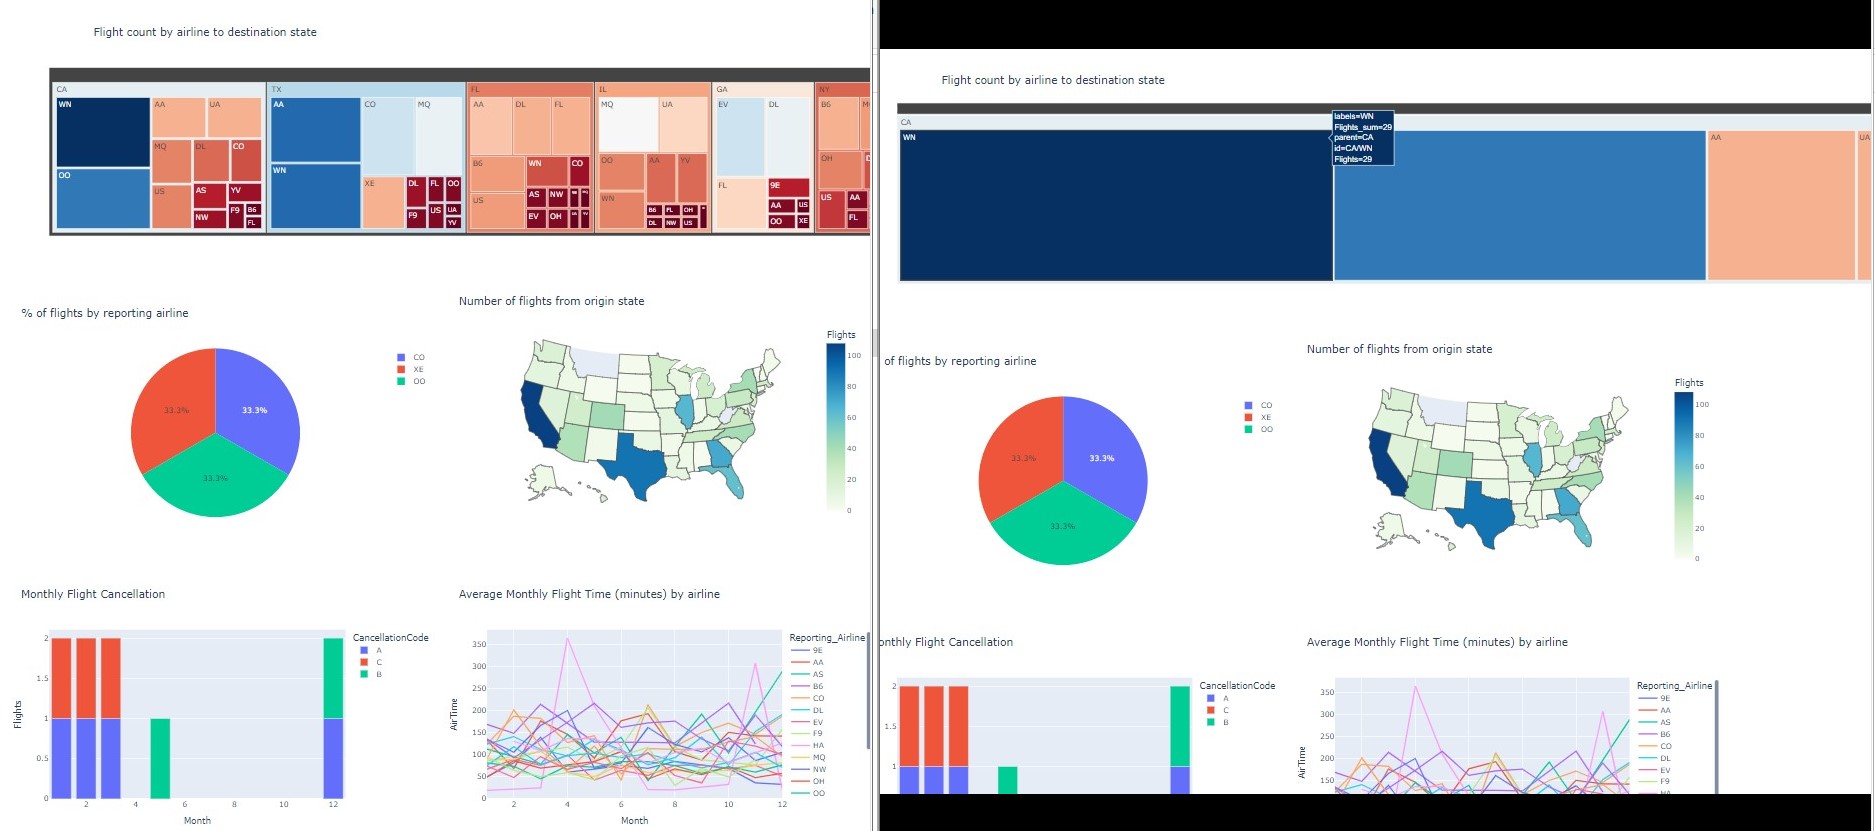 Flight count by airline to destination state
CA
WN
AA
UA
MQ
DL
CO
OO
US
AS
YV
NW
F9
B6
FL
TX
AA
CO
MQ
WN
XE
DL
FL
OO
F9
US
UA
YV
FL
AA
DL
FL
B6
WN
CO
US
AS
NW
EV
OH
IL
MQ
UA
OO
AA
YV
WN
B6
FL
OH
DL
NW
US
GA
EV
DL
FL
9E
AA
US
OO
XE
NY
B6
OH
US
AA
FL
% of flights by reporting airline
33.3%
33.3%
33.3%
CO
XE
OO
Number of flights from origin state
Flights
100
80
60
40
20
0
Monthly Flight Cancellation
Flights
2
1.5
1
0.5
0
2
4
6
8
10
12
Month
CancellationCode
A
C
B
Average Monthly Flight Time (minutes) by airline
AirTime
350
300
250
200
150
100
50
0
2
4
6
8
10
12
Month
Reporting_Airline
9E
AA
AS
B6
CO
DL
EV
F9
HA
MQ
NW
OH
OO
Flight count by airline to destination state
CA
WN
labels=WN
Flights_sum=29
parent=CA
id=CA/WN
Flights=29
AA
UA
of flights by reporting airline
33.3%
33.3%
33.3%
CO
XE
OO
Number of flights from origin state
Flights
100
80
60
40
20
0
onthly Flight Cancellation
2
1.5
1
CancellationCode
A
C
B
Average Monthly Flight Time (minutes) by airline
AirTime
350
300
250
200
150
Reporting_Airline
9E
AA
AS
B6
CO
DL
EV
F9
HA